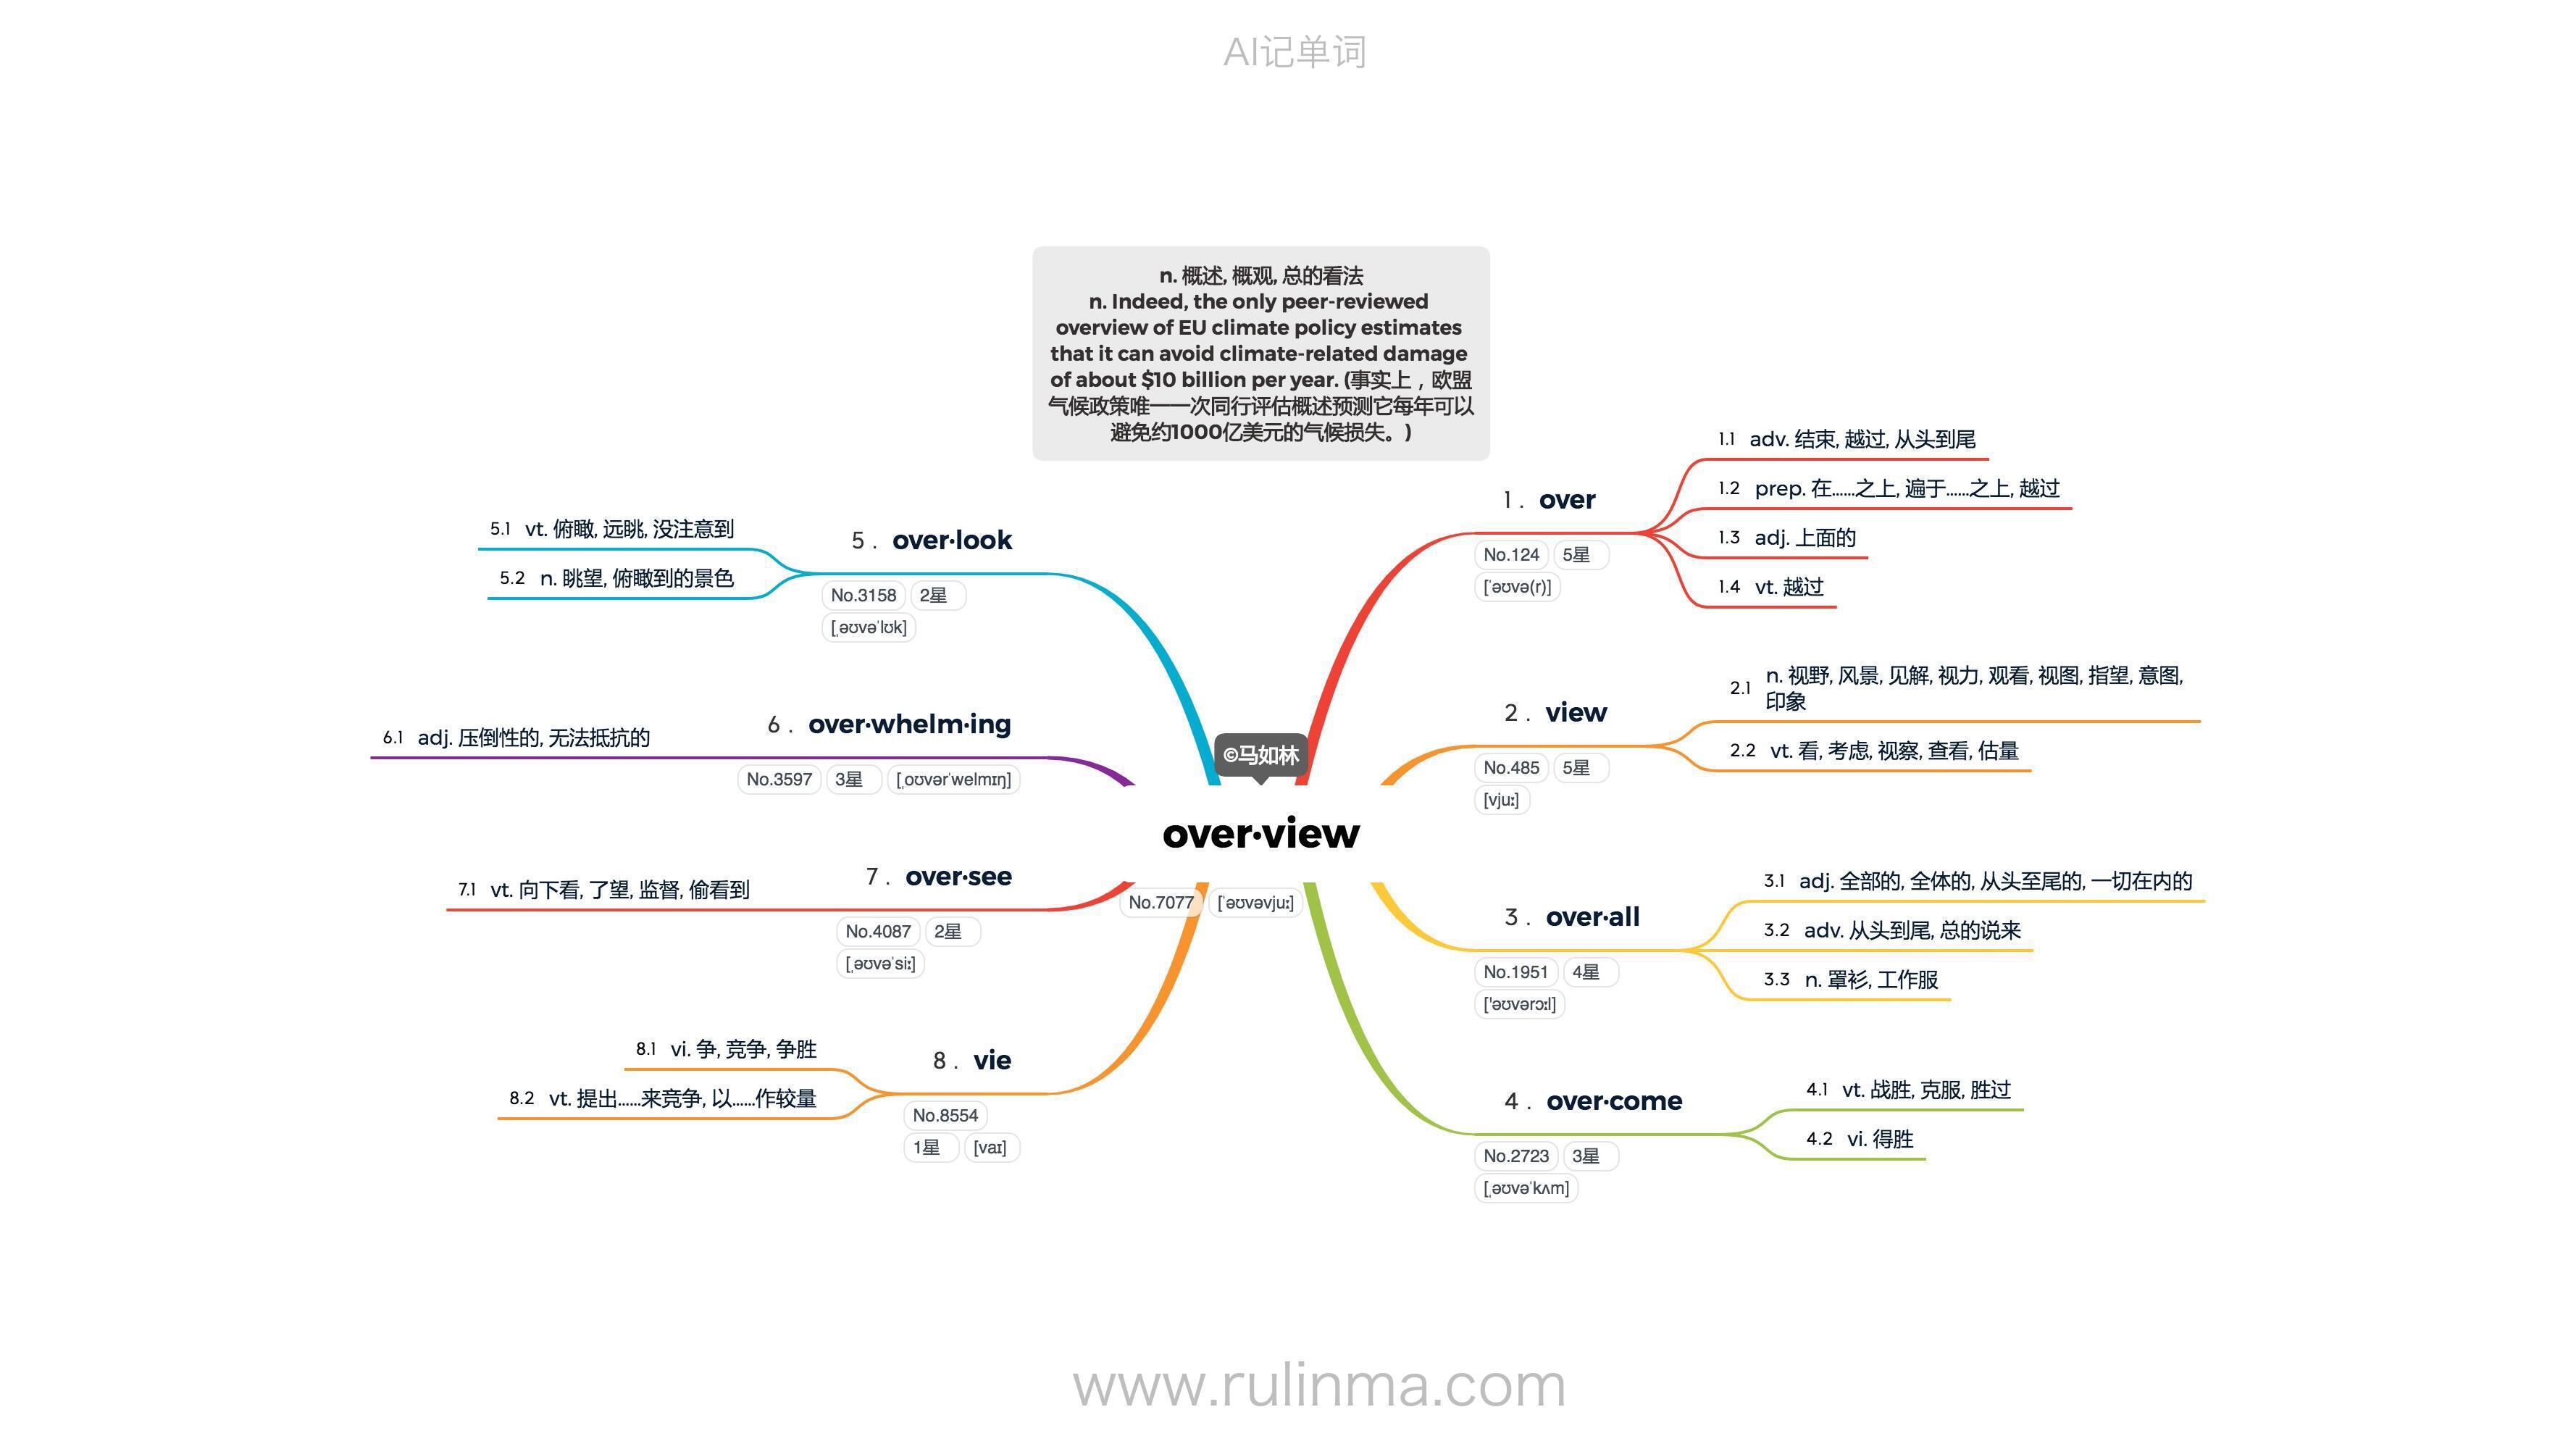 AI记单词
n. 概述, 概观, 总的看法
n. Indeed, the only peer-reviewed
overview of EU climate policy estimates
that it can avoid climate-related damage
of about $10 billion per year. (事实上，欧盟
气候政策唯一一次同行评估概述预测它每年可以
避免约1000亿美元的气候损失。)
©马如林
over·view
No.7077 [ˈəʊvəvjuː]
1. over
No.124 5星
[ˈəʊvə(r)]
1.1 adv. 结束, 越过, 从头到尾
1.2 prep. 在......之上, 遍于......之上, 越过
1.3 adj. 上面的
1.4 vt. 越过
2. view
No.485 5星
[vjuː]
2.1 n. 视野, 风景, 见解, 视力, 观看, 视图, 指望, 意图,
印象
2.2 vt. 看, 考虑, 视察, 查看, 估量
3. over·all
No.1951 4星
['əʊvərɔːl]
3.1 adj. 全部的, 全体的, 从头至尾的, 一切在内的
3.2 adv. 从头到尾, 总的说来
3.3 n. 罩衫, 工作服
4. over·come
No.2723 3星
[ˌəʊvəˈkʌm]
4.1 vt. 战胜, 克服, 胜过
4.2 vi. 得胜
5. over·look
No.3158 2星
[ˌəʊvəˈlʊk]
5.1 vt. 俯瞰, 远眺, 没注意到
5.2 n. 眺望, 俯瞰到的景色
6. over·whelm·ing
No.3597 3星 [ˌoʊvərˈwelmɪŋ]
6.1 adj. 压倒性的, 无法抵抗的
7. over·see
No.4087 2星
[ˌəʊvəˈsiː]
7.1 vt. 向下看, 了望, 监督, 偷看到
8. vie
No.8554
1星 [vaɪ]
8.1 vi. 争, 竞争, 争胜
8.2 vt. 提出......来竞争, 以......作较量
www.rulinma.com